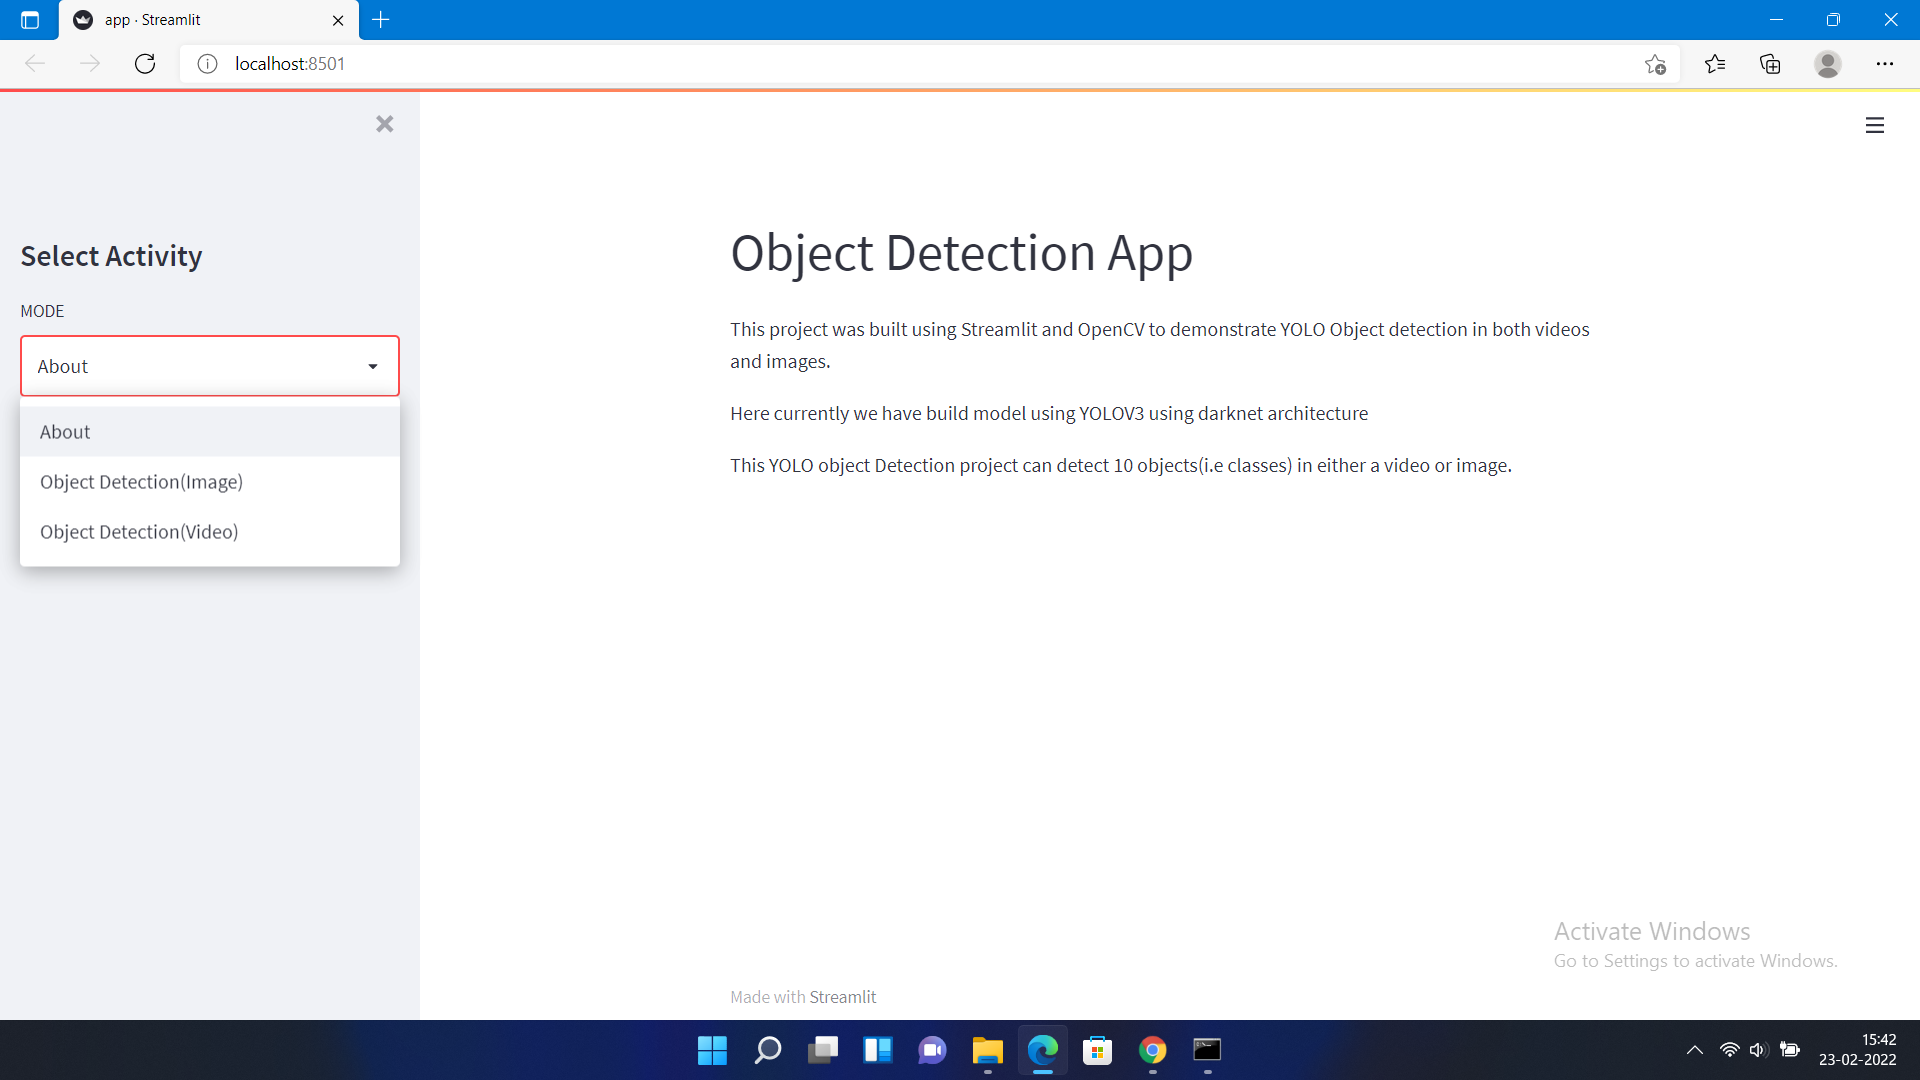 app · Streamlit
localhost:8501
Select Activity
MODE
About
About
Object Detection(Image)
Object Detection(Video)
Object Detection App
This project was built using Streamlit and OpenCV to demonstrate YOLO Object detection in both videos
and images.
Here currently we have build model using YOLOV3 using darknet architecture
This YOLO object Detection project can detect 10 objects(i.e classes) in either a video or image.
Activate Windows
Go to Settings to activate Windows.
Made with Streamlit
15:42
23-02-2022